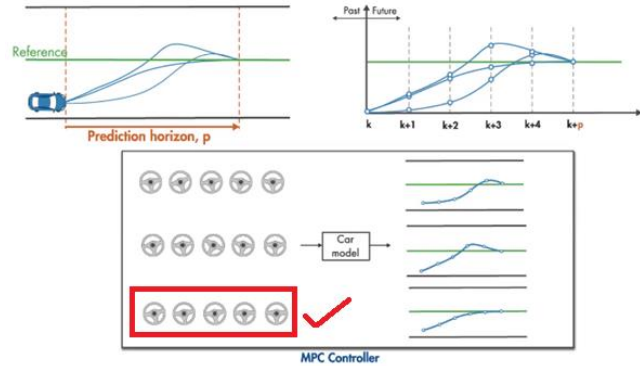 Reference
Prediction horizon, p
Past Future
k k+1 k+2 k+3 k+4 k+p
Car
model
MPC Controller